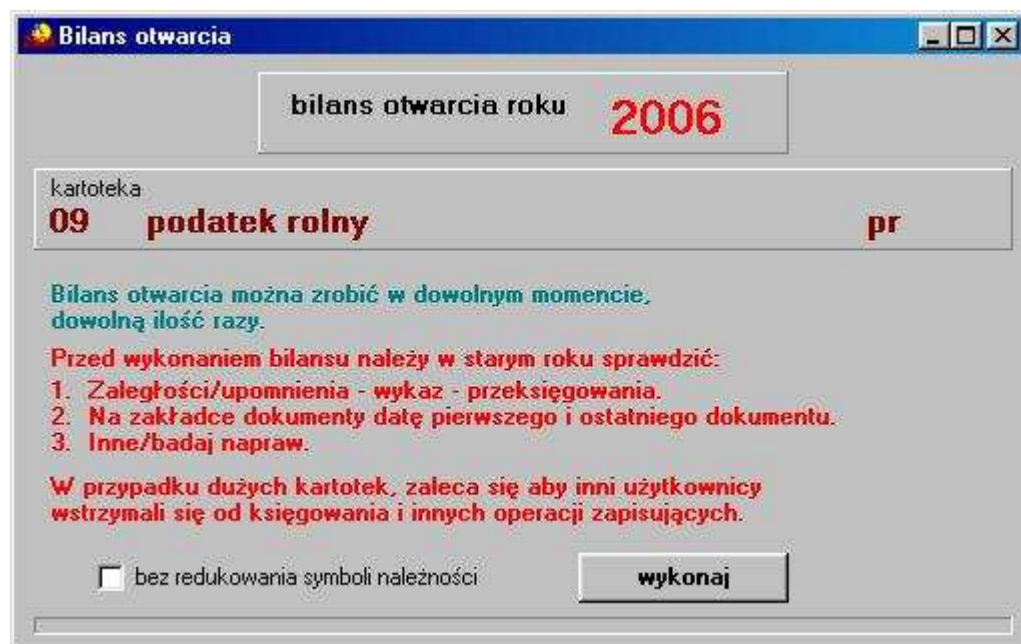 Bilans otwarcia
bilans otwarcia roku 2006
kartoteka
09 podatek rolny pr
Bilans otwarcia można zrobić w dowolnym momencie,
dowolną ilość razy.
Przed wykonaniem bilansu należy w starym roku sprawdzić:
1. Zaległości/upomnienia - wykaz - przeksięgowania.
2. Na zakładce dokumenty datę pierwszego i ostatniego dokumentu.
3. Inne/badaj napraw.
W przypadku dużych kartotek, zaleca się aby inni użytkownicy
wstrzymali się od księgowania i innych operacji zapisujących.
bez redukowania symboli należności
wykonaj